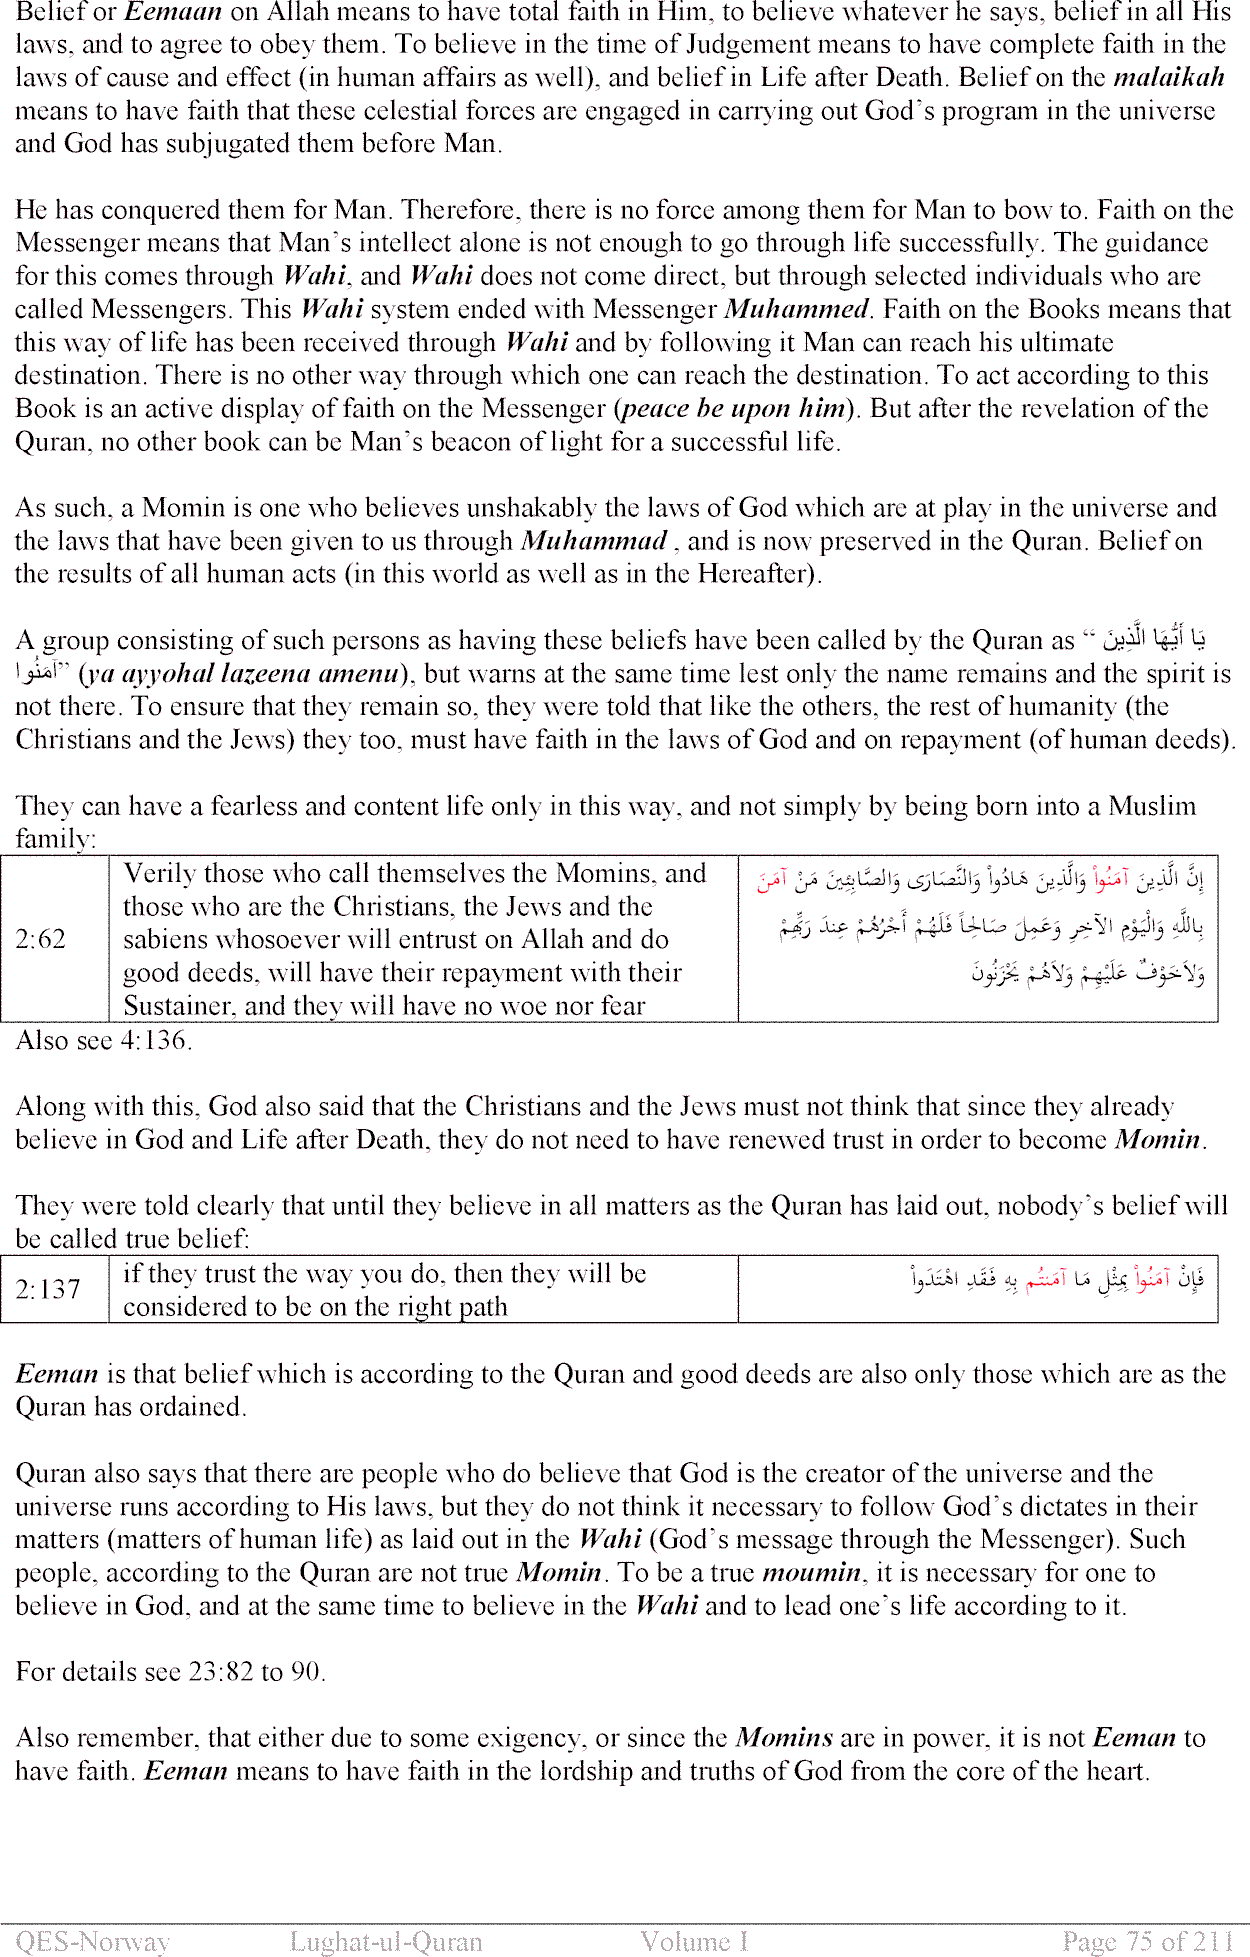 Belief or Eemaan on Allah means to have total faith in Him, to believe whatever he says, belief in all His
laws, and to agree to obey them. To believe in the time of Judgement means to have complete faith in the
laws of cause and effect (in human affairs as well), and belief in Life after Death. Belief on the malaikah
means to have faith that these celestial forces are engaged in carrying out God's program in the universe
and God has subjugated them before Man.
He has conquered them for Man. Therefore, there is no force among them for Man to bow to. Faith on the
Messenger means that Man's intellect alone is not enough to go through life successfully. The guidance
for this comes through Wahi, and Wahi does not come direct, but through selected individuals who are
called Messengers. This Wahi system ended with Messenger Muhammed. Faith on the Books means that
this way of life has been received through Wahi and by following it Man can reach his ultimate
destination. There is no other way through which one can reach the destination. To act according to this
Book is an active display of faith on the Messenger (peace be upon him). But after the revelation of the
Quran, no other book can be Man's beacon of light for a successful life.
As such, a Momin is one who believes unshakably the laws of God which are at play in the universe and
the laws that have been given to us through Muhammad , and is now preserved in the Quran. Belief on
the results of all human acts (in this world as well as in the Hereafter).
A group consisting of such persons as having these beliefs have been called by the Quran as “ يَا أَيُّهَا الَّذِينَ
آمَنُوا” (ya ayyohal lazeena amenu), but warns at the same time lest only the name remains and the spirit is
not there. To ensure that they remain so, they were told that like the others, the rest of humanity (the
Christians and the Jews) they too, must have faith in the laws of God and on repayment (of human deeds).
They can have a fearless and content life only in this way, and not simply by being born into a Muslim
family:
2:62
Verily those who call themselves the Momins, and
those who are the Christians, the Jews and the
sabiens whosoever will entrust on Allah and do
good deeds, will have their repayment with their
Sustainer, and they will have no woe nor fear
إِنَّ الَّذِينَ آمَنُواْ وَالَّذِينَ هَادُواْ وَالنَّصَارَى وَالصَّابِئِينَ مَنْ آمَنَ
بِاللَّهِ وَالْيَوْمِ الآخِرِ وَعَمِلَ صَالِحاً فَلَهُمْ أَجْرُهُمْ عِندَ رَبِّهِمْ
وَلاَخَوْفٌ عَلَيْهِمْ وَلاَهُمْ يَحْزَنُونَ
Also see 4:136.
Along with this, God also said that the Christians and the Jews must not think that since they already
believe in God and Life after Death, they do not need to have renewed trust in order to become Momin.
They were told clearly that until they believe in all matters as the Quran has laid out, nobody's belief will
be called true belief:
2:137
if they trust the way you do, then they will be
considered to be on the right path
فَإِنْ آمَنُواْ بِمِثْلِ مَا آمَنتُم بِهِ فَقَدِ اهْتَدَواْ
Eeman is that belief which is according to the Quran and good deeds are also only those which are as the
Quran has ordained.
Quran also says that there are people who do believe that God is the creator of the universe and the
universe runs according to His laws, but they do not think it necessary to follow God's dictates in their
matters (matters of human life) as laid out in the Wahi (God's message through the Messenger). Such
people, according to the Quran are not true Momin. To be a true moumin, it is necessary for one to
believe in God, and at the same time to believe in the Wahi and to lead one's life according to it.
For details see 23:82 to 90.
Also remember, that either due to some exigency, or since the Momins are in power, it is not Eeman to
have faith. Eeman means to have faith in the lordship and truths of God from the core of the heart.
QES-Norway Lughat-ul-Quran Volume I Page 75 of 211